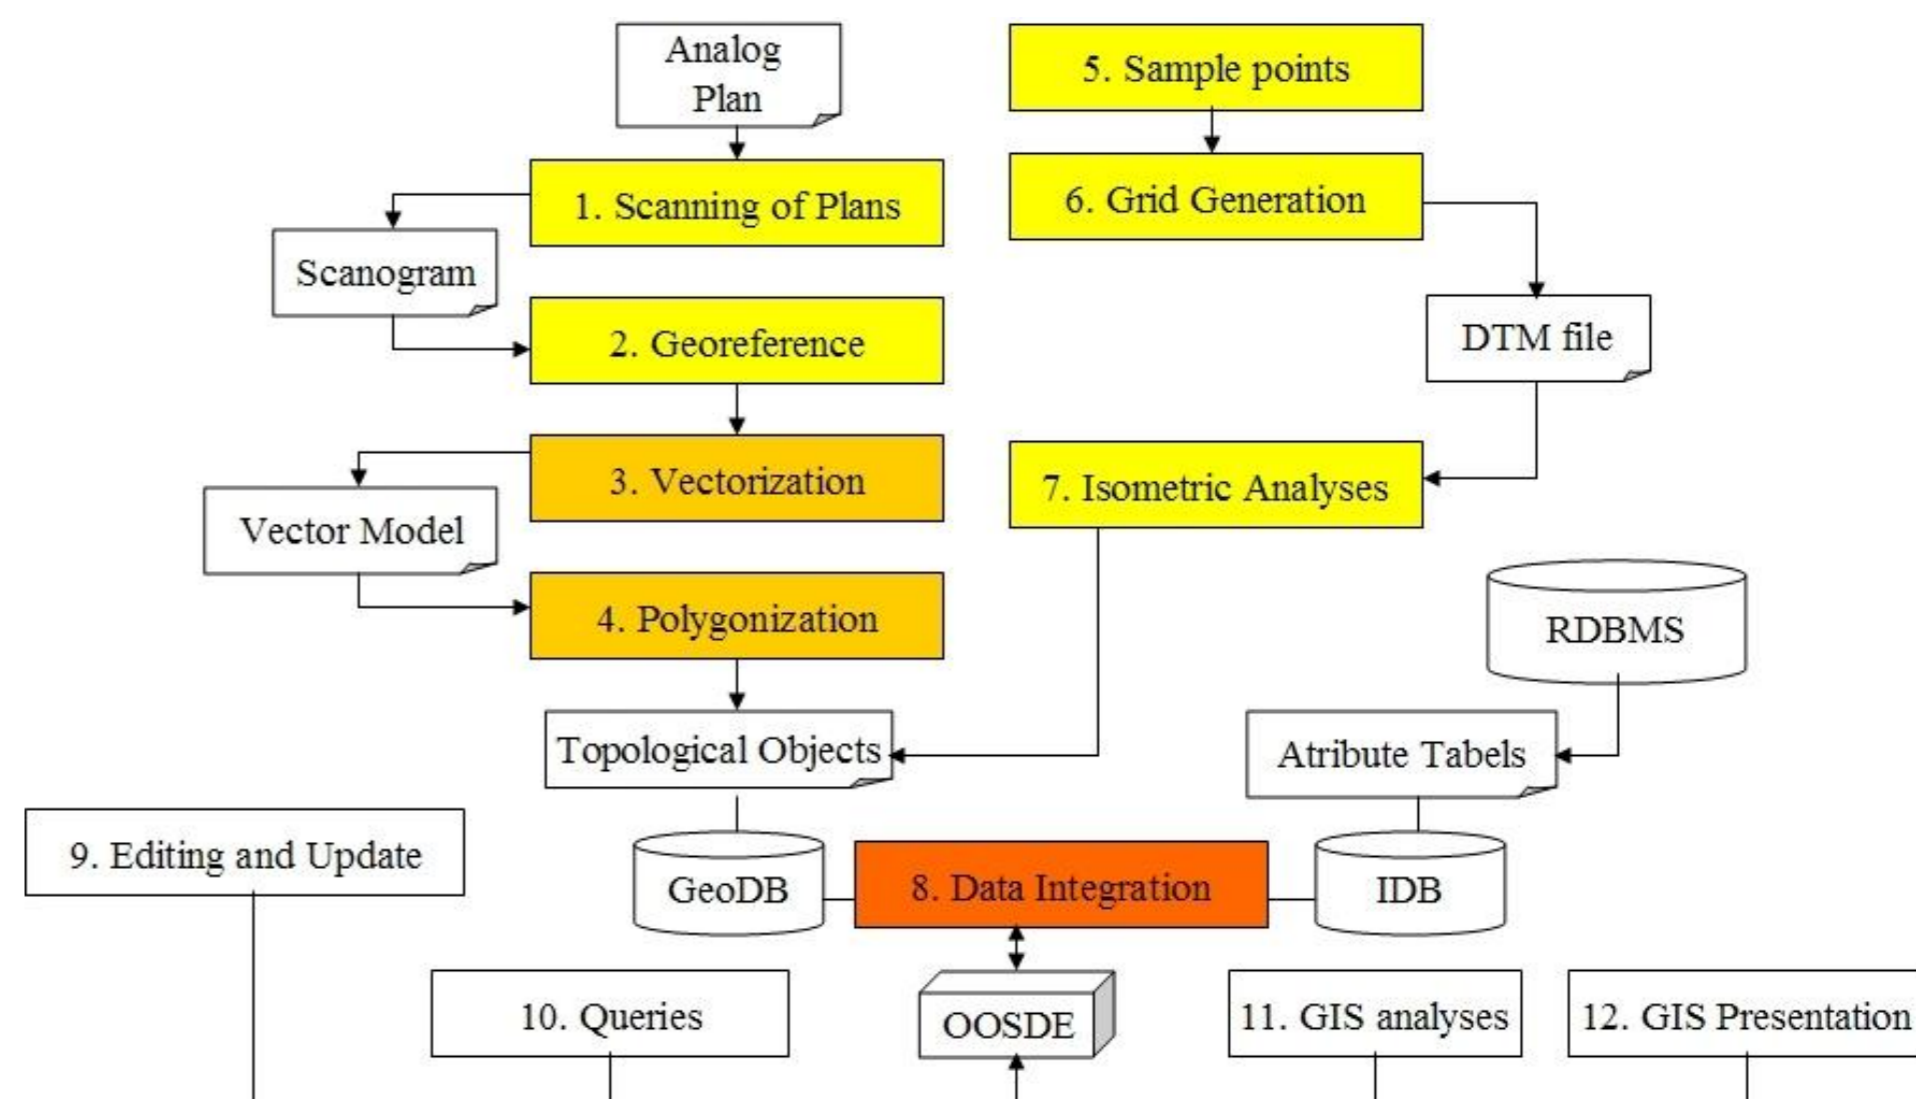 Analog
Plan
5. Sample points
1. Scanning of Plans
6. Grid Generation
Scanogram
2. Georeference
DTM file
3. Vectorization
7. Isometric Analyses
Vector Model
4. Polygonization
RDBMS
Topological Objects
Atribute Tabels
9. Editing and Update
GeoDB
8. Data Integration
IDB
10. Queries
OOSDE
11. GIS analyses
12. GIS Presentation